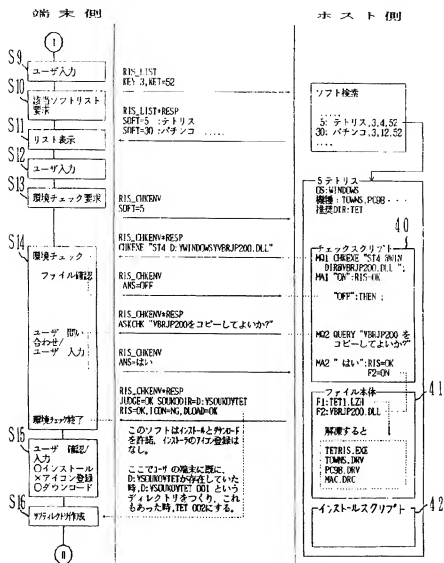 端末側
ホスト側
I
S9
ユーザ入力
RIS_LIST
KEY 3,KET=52
S10
該当ソフトリスト
要求
RIS_LIST*RESP
SOFT=5 :テトリス
SOFT=30 :パチンコ .....
ソフト検索
.....
5: テトリス,3.4.52
30: パチンコ,3.12.52
....
S11
リスト表示
S12
ユーザ入力
S13
環境チェック要求
RIS_CHKENV
SOFT=5
5テトリス
OS:WINDOWS
機種:TOWNS,PC98・・・
推奨DIR:TET
40
S14
環境チェック
ファイル確認
RIS_CHKENV*RESP
CHKEXE "ST4 D:¥WINDOWS¥VBRJP200.DLL"
チェックスクリプト
MQ1 CHKEXE "ST4 %WIN
DIR%VBRJP200.DLL ";
MA1 "ON":RIS=OK
RIS_CHKENV
ANS=OFF
"OFF":THEN ;
ユーザ 問い
合わせ/
ユーザ 入力
RIS_CHKENV*RESP
ASKCHK "VBRJP200をコピーしてよいか?"
MQ2 QUERY "VBRJP200 を
コピーしてよいか?"
RIS_CHKENV
ANS=はい
MA2 " はい":RIS=OK
F2=ON
RIS_CHKENV*RESP
JUDGE=OK SOUKODIR=D:¥SOUKO¥TET
RIS=OK,ICON=NG,DLOAD=OK
環境チェック終了
41
ファイル本体
F1:TET1.LZH
F2:VBRJP200.DLL
解凍すると
TETRIS.EXE
TOWNS.DRV
PC98.DRV
MAC.DRC
このソフトはインストールとダウンロード
を許諾、インストーラのアイコン登録は
なし。
S15
ユーザ 確認/
入力
○インストール
×アイコン登録
○ダウンロード
ここでユーザ の端末に既に、
D:¥SOUKO¥TETが存在していた
時,D:¥SOUKO¥TET 001 という
ディレクトリをつくり、これ
もあった時,TET 002にする。
42
インストールスクリプト
S16
サブディレクトリ作成
II